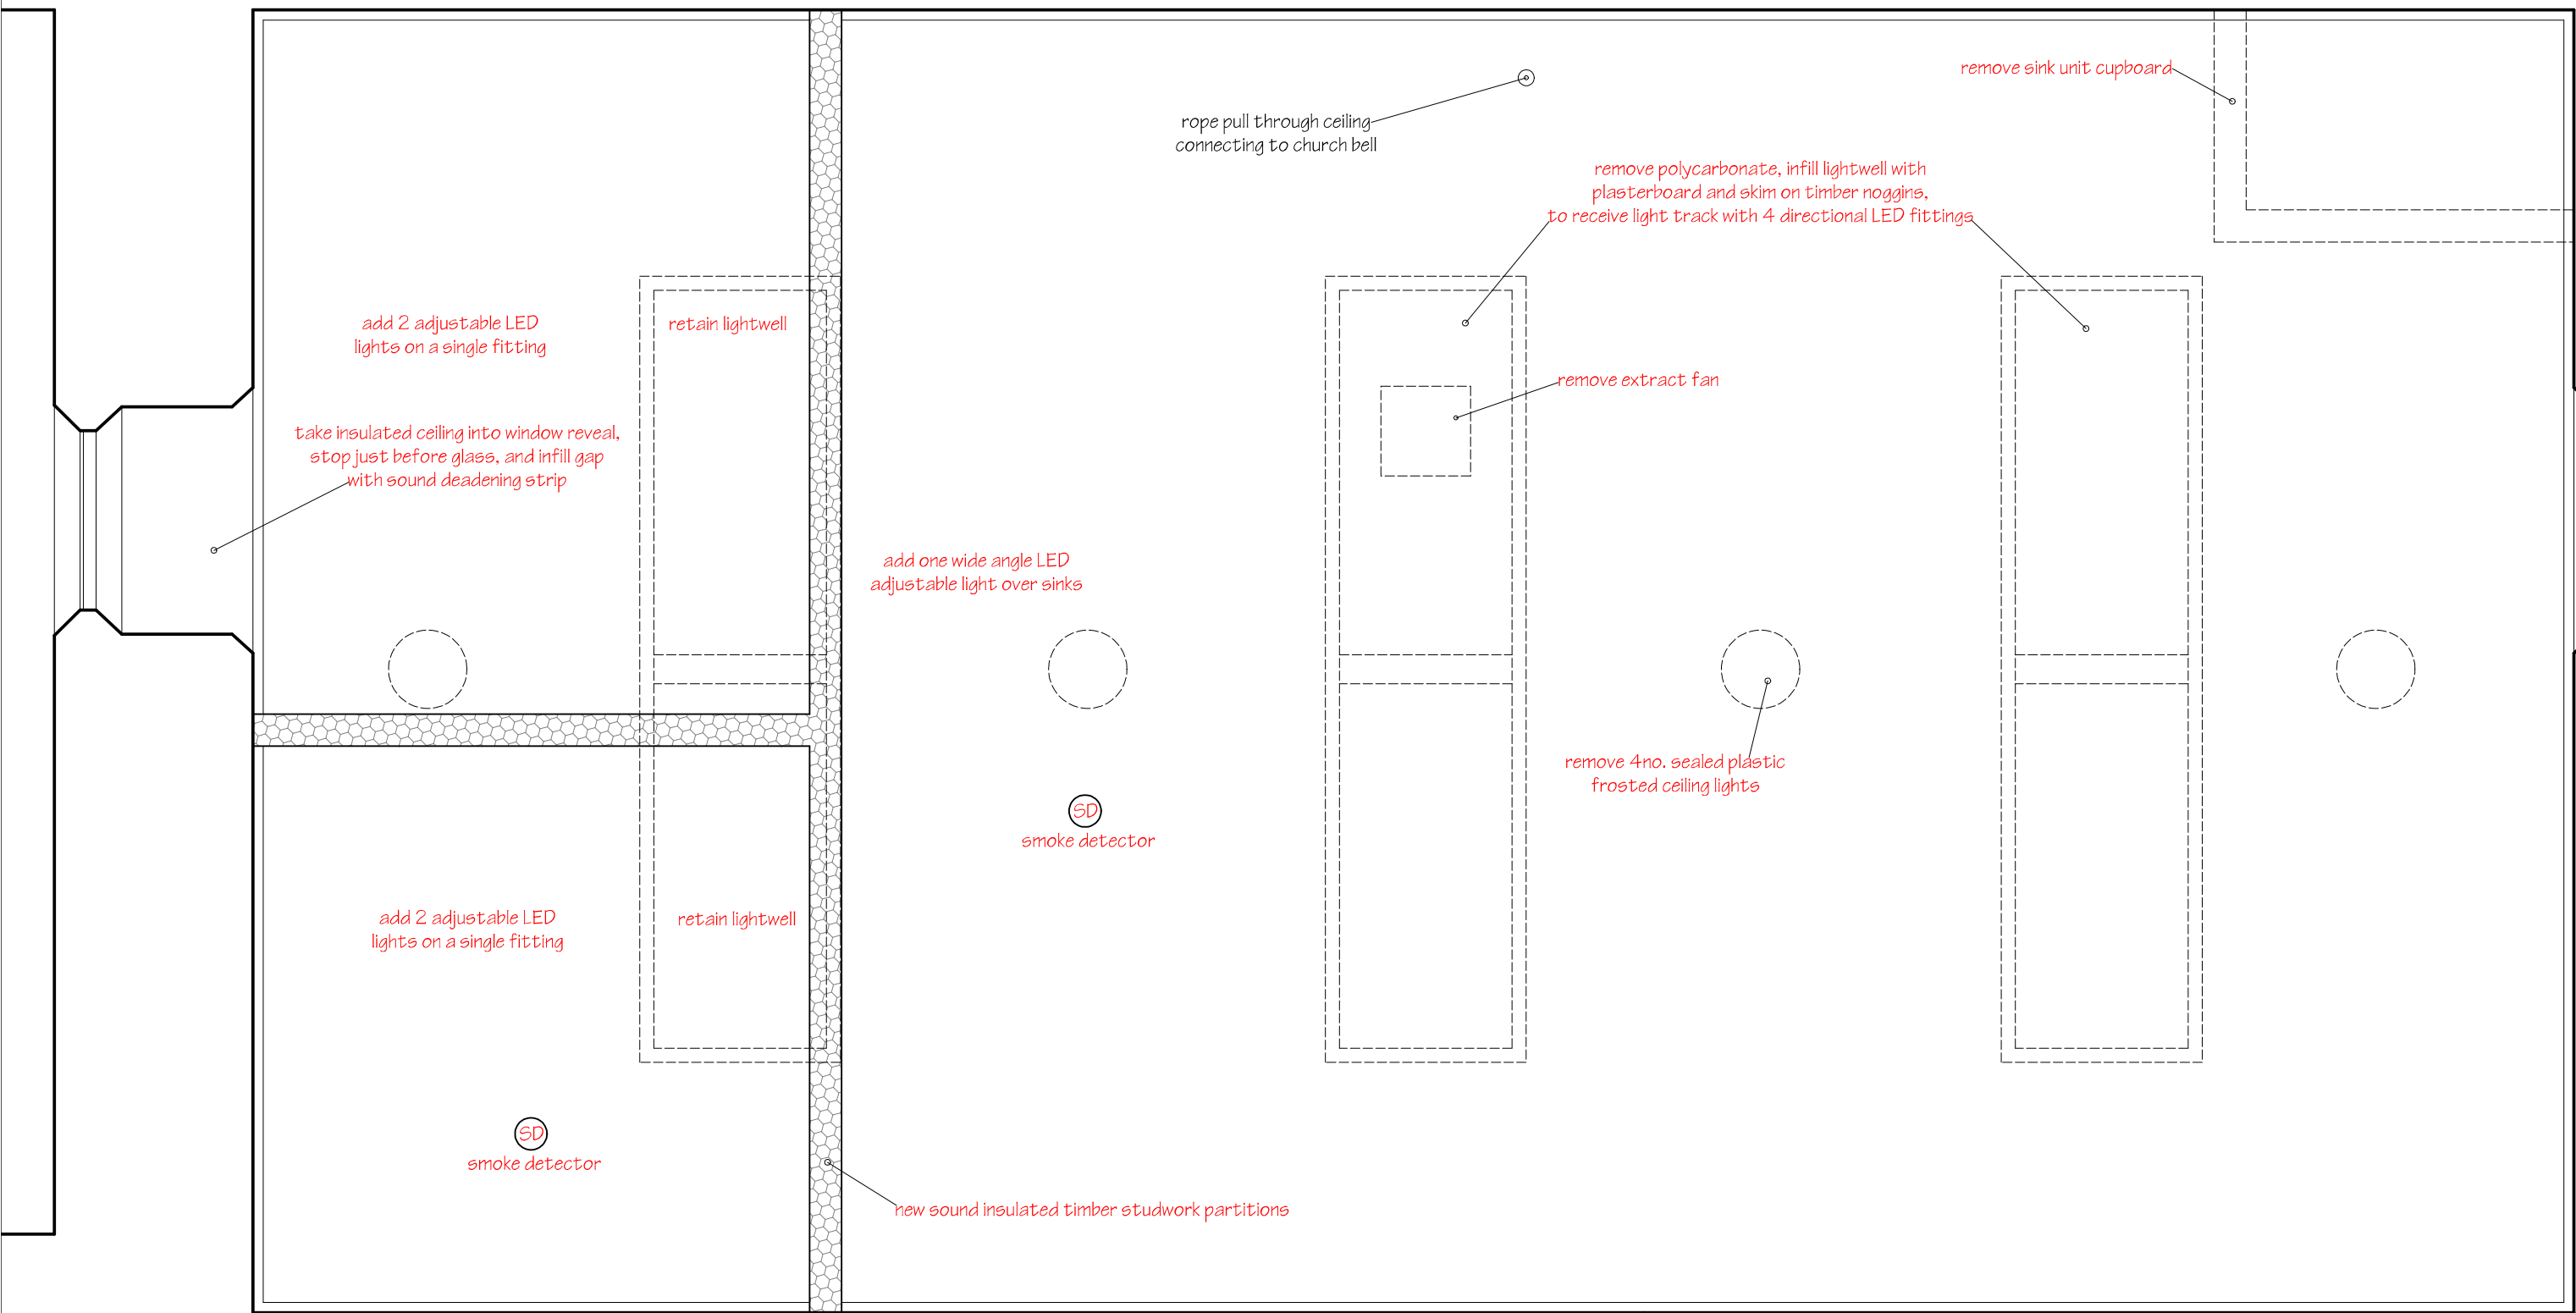 remove sink unit cupboard
rope pull through ceiling
connecting to church bell
remove polycarbonate, infill lightwell with
plasterboard and skim on timber noggins,
to receive light track with 4 directional LED fittings
add 2 adjustable LED
lights on a single fitting
retain lightwell
remove extract fan
take insulated ceiling into window reveal,
stop just before glass, and infill gap
with sound deadening strip
add one wide angle LED
adjustable light over sinks
remove 4no. sealed plastic
frosted ceiling lights
SD
smoke detector
add 2 adjustable LED
lights on a single fitting
retain lightwell
SD
smoke detector
new sound insulated timber studwork partitions